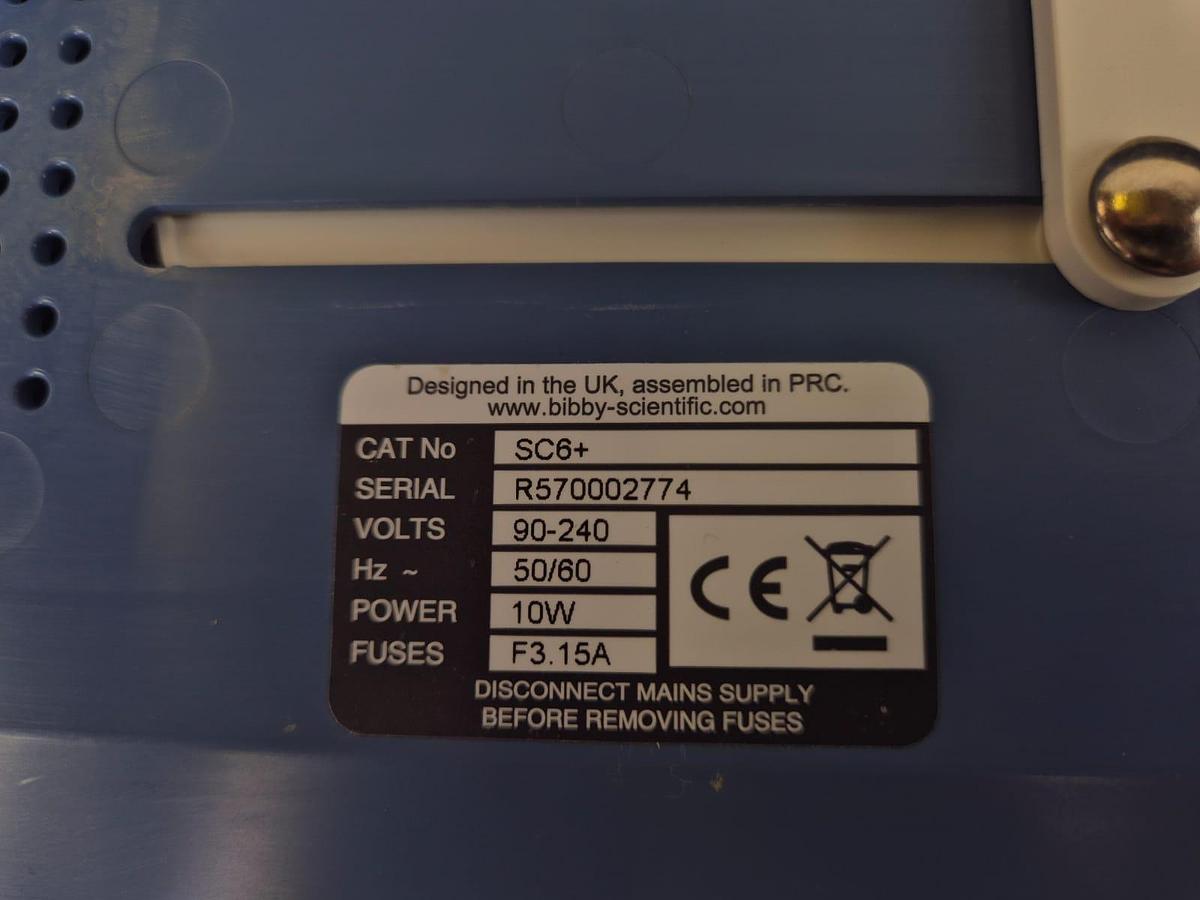 Designed in the UK, assembled in PRC.
www.bibby-scientific.com
CAT No SC6+
SERIAL R570002774
VOLTS 90-240
Hz ~ 50/60
POWER 10W
FUSES F3.15A
CE
DISCONNECT MAINS SUPPLY
BEFORE REMOVING FUSES